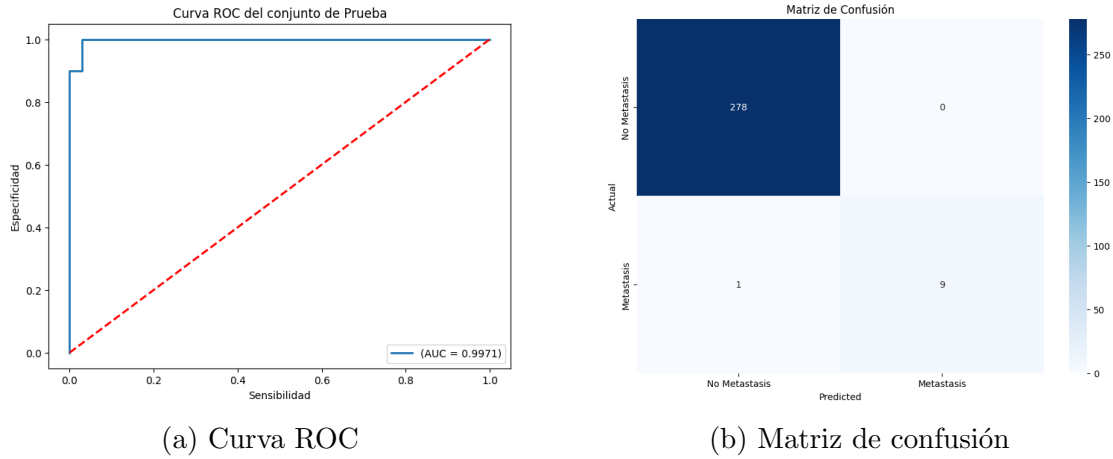 Curva ROC del conjunto de Prueba
1.0
0.8
0.6
0.4
0.2
0.0
Especificidad
0.0 0.2 0.4 0.6 0.8 1.0
Sensibilidad
(AUC = 0.9971)
(a) Curva ROC
Matriz de Confusión
No Metastasis
Metastasis
Actual
278 0
1 9
No Metastasis Metastasis
Predicted
250
200
150
100
50
0
(b) Matriz de confusión